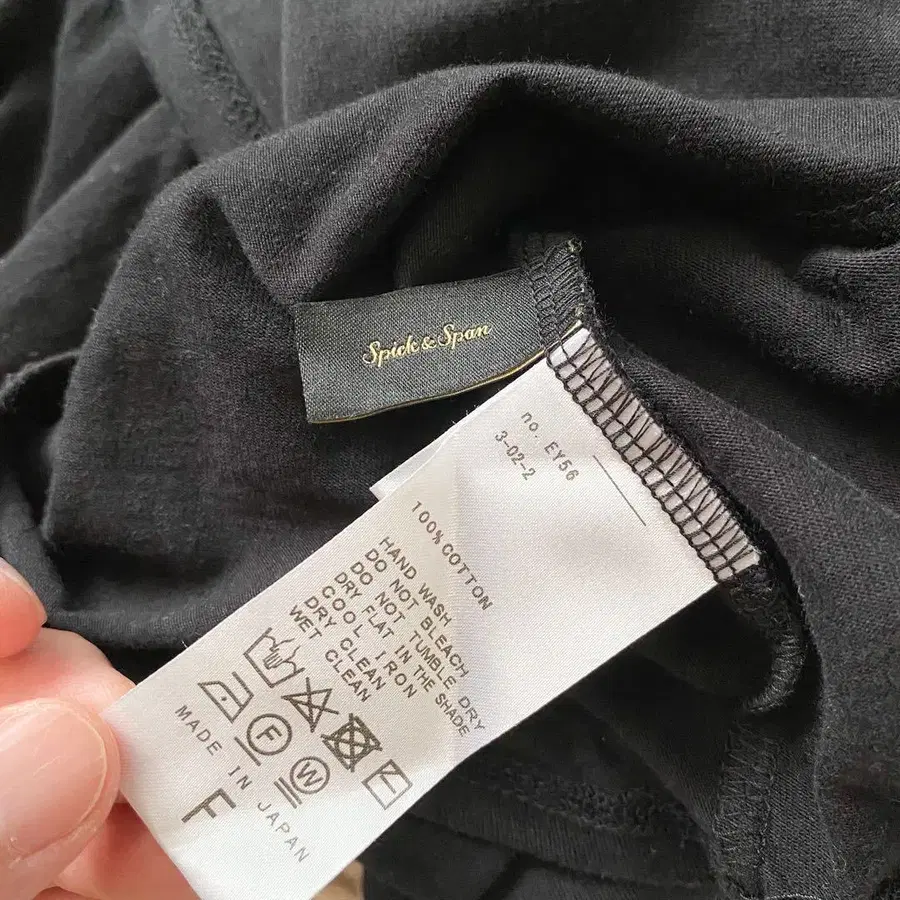 Spick & Span
no. EY56
3-02-2
100% COTTON
HAND WASH
DO NOT BLEACH
DO NOT TUMBLE DRY
DRY FLAT IN THE SHADE
COOL IRON
DRY CLEAN
WET CLEAN
F
W
MADE IN JAPAN
F